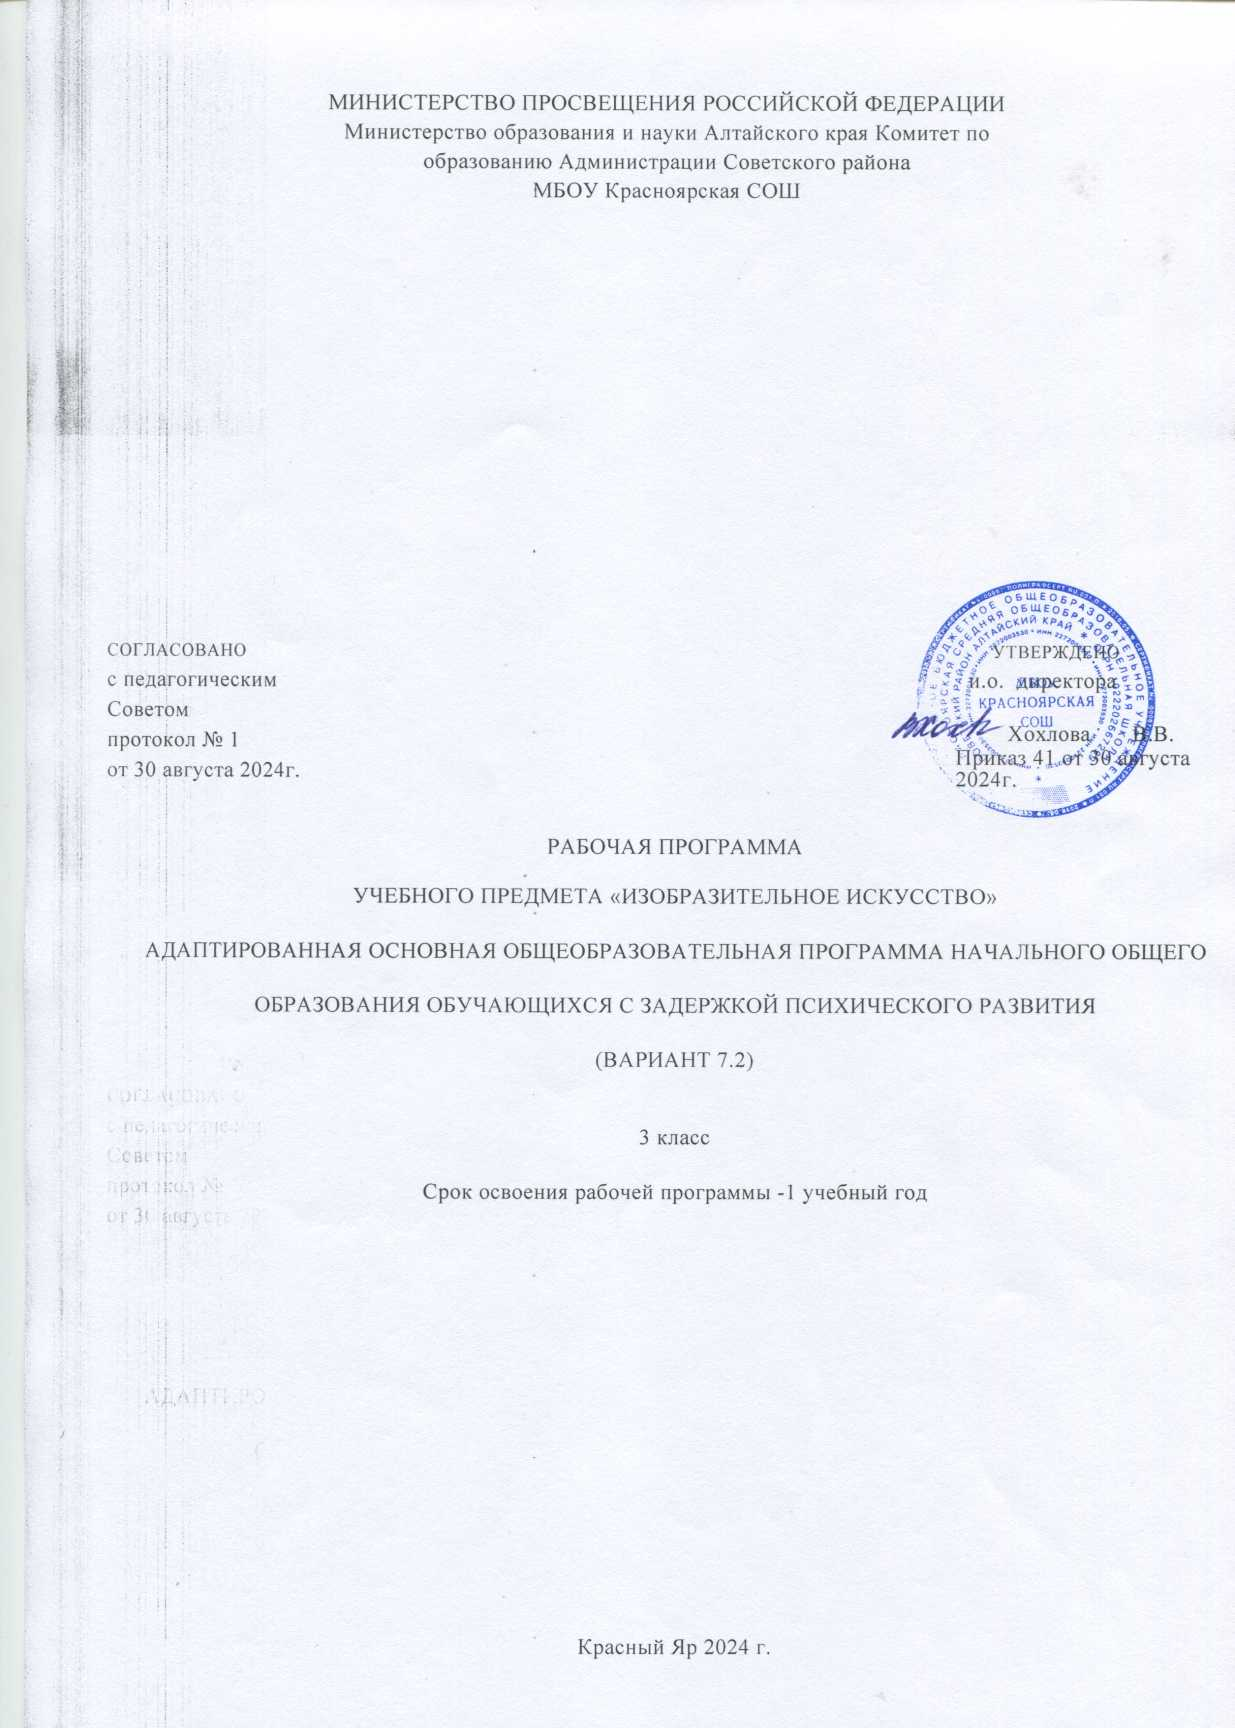 МИНИСТЕРСТВО ПРОСВЕЩЕНИЯ РОССИЙСКОЙ ФЕДЕРАЦИИ
Министерство образования и науки Алтайского края Комитет по
образованию Администрации Советского района
МБОУ Красноярская СОШ
СОГЛАСОВАНО
с педагогическим
Советом
протокол № 1
от 30 августа 2024г.
УТВЕРЖДЕНО
и.о. директора
КРАСНОЯРСКАЯ
СОШ
Хохлова В.В.
Приказ 41 от 30 августа
2024г.
РАБОЧАЯ ПРОГРАММА
УЧЕБНОГО ПРЕДМЕТА «ИЗОБРАЗИТЕЛЬНОЕ ИСКУССТВО»
АДАПТИРОВАННАЯ ОСНОВНАЯ ОБЩЕОБРАЗОВАТЕЛЬНАЯ ПРОГРАММА НАЧАЛЬНОГО ОБЩЕГО
ОБРАЗОВАНИЯ ОБУЧАЮЩИХСЯ С ЗАДЕРЖКОЙ ПСИХИЧЕСКОГО РАЗВИТИЯ
(ВАРИАНТ 7.2)
3 класс
Срок освоения рабочей программы -1 учебный год
Красный Яр 2024 г.